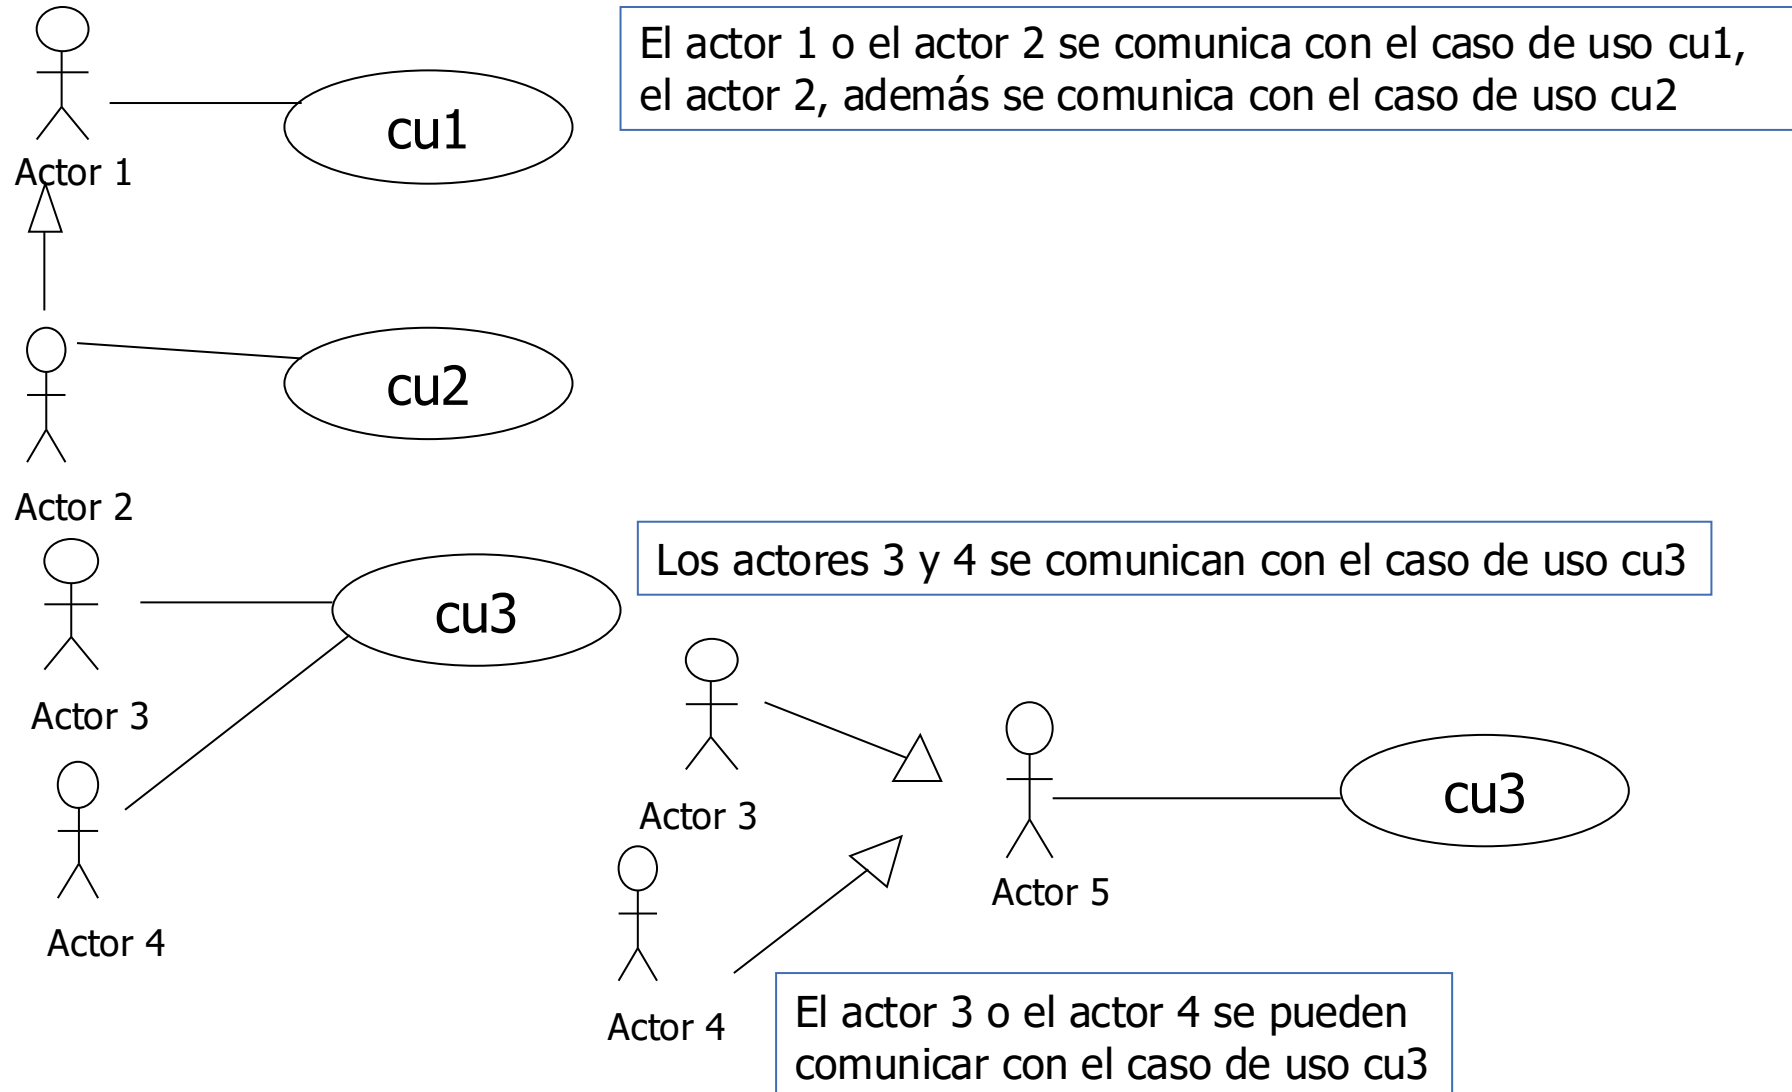 El actor 1 o el actor 2 se comunica con el caso de uso cu1,
el actor 2, además se comunica con el caso de uso cu2
cu1
Actor 1
cu2
Actor 2
Los actores 3 y 4 se comunican con el caso de uso cu3
cu3
Actor 3
Actor 4
Actor 3
cu3
Actor 5
Actor 4
El actor 3 o el actor 4 se pueden
comunicar con el caso de uso cu3